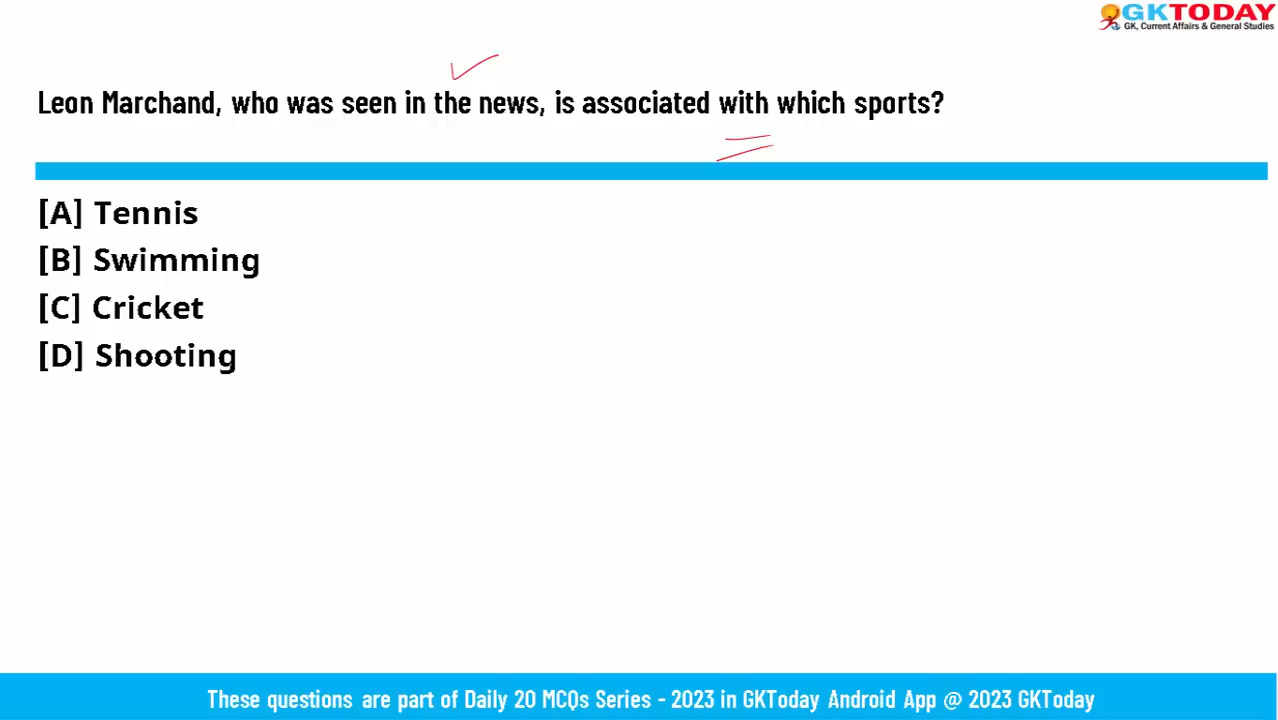 GKTODAY
GK, Current Affairs & General Studies
Leon Marchand, who was seen in the news, is associated with which sports?
[A] Tennis
[B] Swimming
[C] Cricket
[D] Shooting
These questions are part of Daily 20 MCQs Series - 2023 in GKToday Android App @ 2023 GKToday